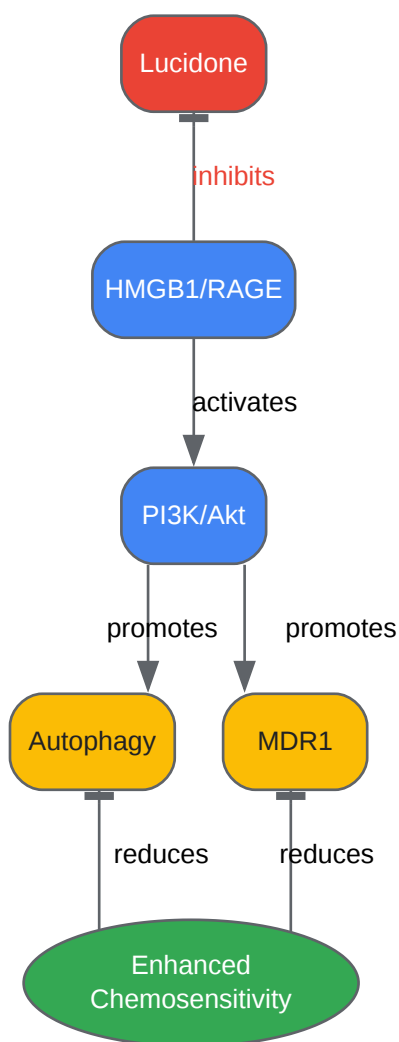 Lucidone
inhibits
HMGB1/RAGE
activates
PI3K/Akt
promotes promotes
Autophagy MDR1
reduces reduces
Enhanced
Chemosensitivity